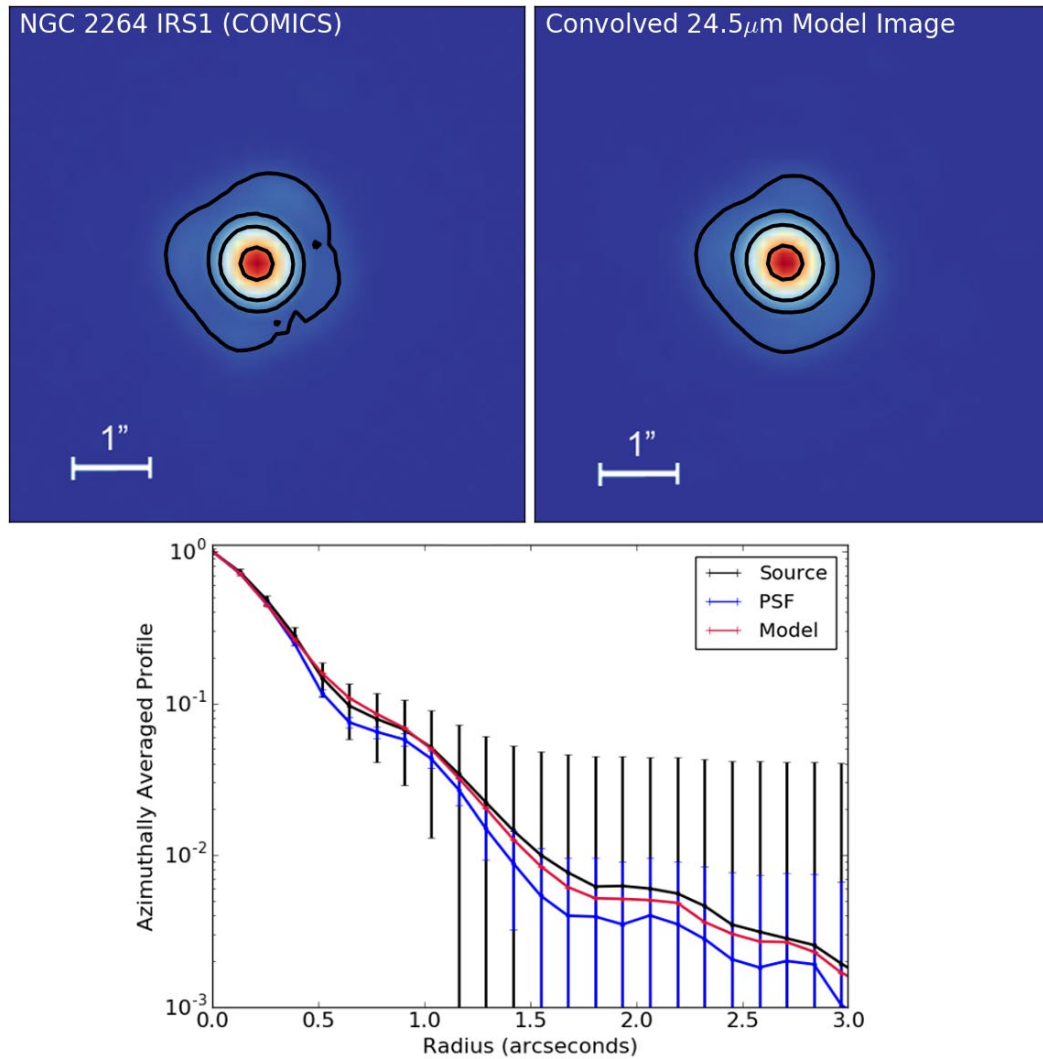 NGC 2264 IRS1 (COMICS)
Convolved 24.5μm Model Image
1”
1”
Azimuthally Averaged Profile
10⁰
10⁻¹
10⁻²
10⁻³
Source
PSF
Model
0.0 0.5 1.0 1.5 2.0 2.5 3.0
Radius (arcseconds)